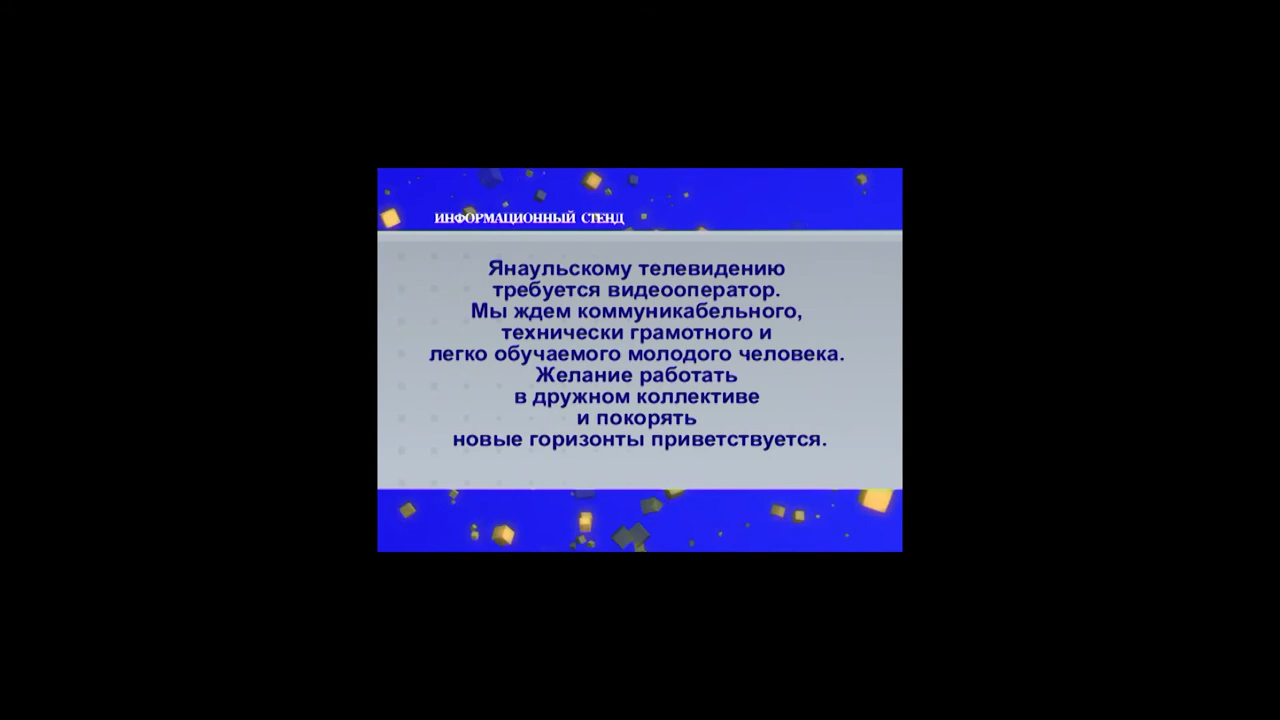 ИНФОРМАЦИОННЫЙ СТЕНД
Янаульскому телевидению
требуется видеооператор.
Мы ждем коммуникабельного,
технически грамотного и
легко обучаемого молодого человека.
Желание работать
в дружном коллективе
и покорять
новые горизонты приветствуется.